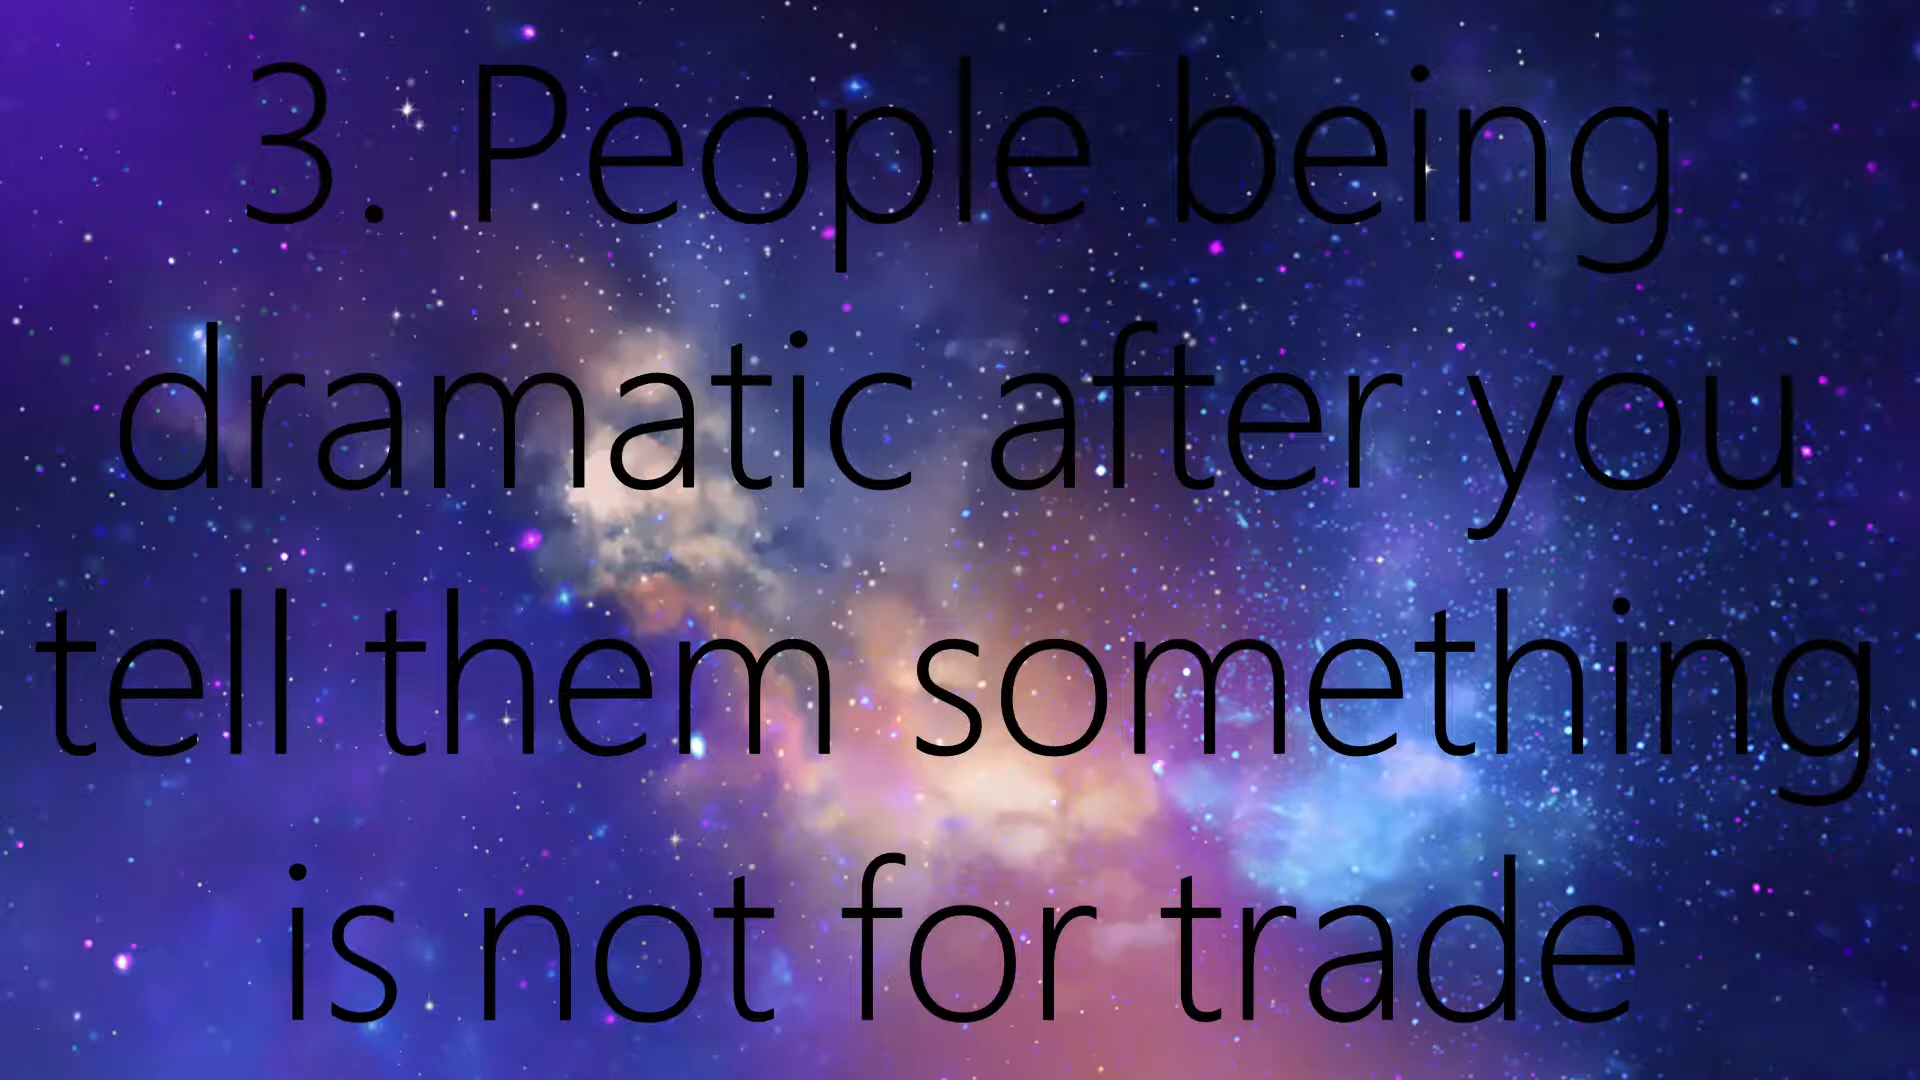 3. People being
dramatic after you
tell them something
is not for trade